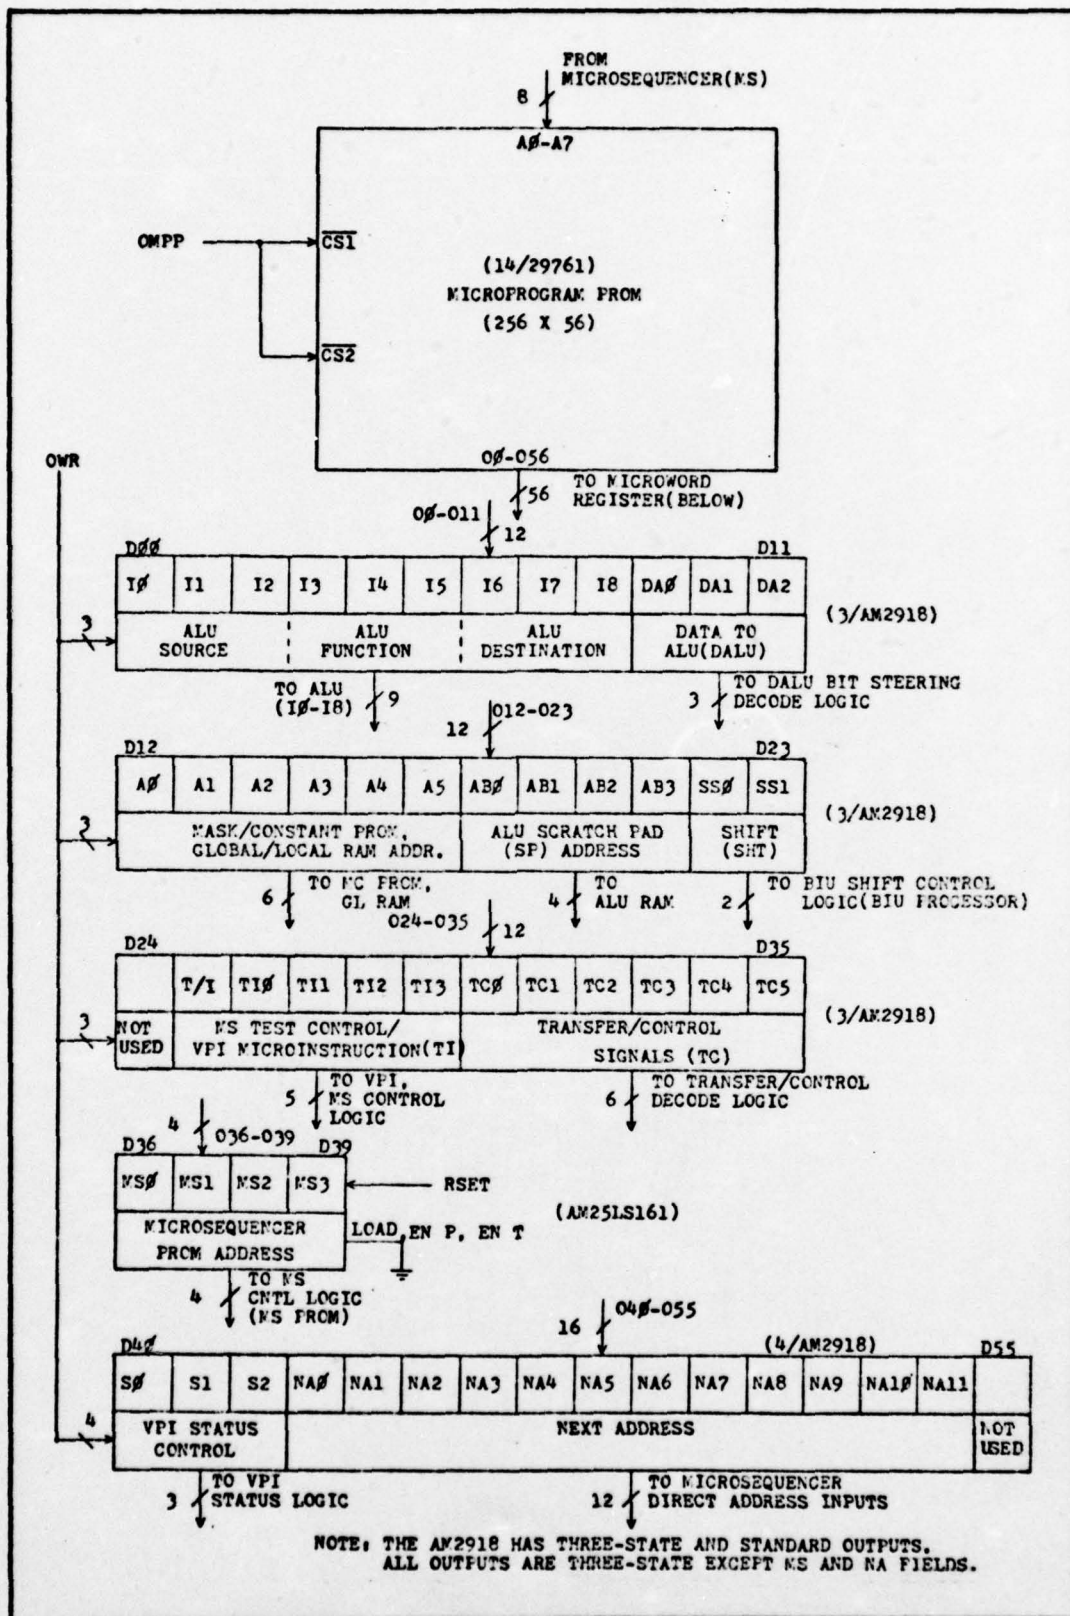 FROM
MICROSEQUENCER(MS)
8
AØ-A7
OMPP
CS1
(14/29761)
MICROPROGRAM PROM
(256 X 56)
CS2
OWR
OØ-O56
56
TO MICROWORD
REGISTER(BELOW)
OØ-O11
12
DØØ
D11
IØ I1 I2 I3 I4 I5 I6 I7 I8 DAØ DA1 DA2
(3/AM2918)
3
ALU
SOURCE
ALU
FUNCTION
ALU
DESTINATION
DATA TO
ALU(DALU)
TO ALU
(IØ-I8)
9
3
TO DALU BIT STEERING
DECODE LOGIC
12
O12-O23
D12
D23
AØ A1 A2 A3 A4 A5 ABØ AB1 AB2 AB3 SSØ SS1
(3/AM2918)
3
MASK/CONSTANT PROM,
GLOBAL/LOCAL RAM ADDR.
ALU SCRATCH PAD
(SP) ADDRESS
SHIFT
(SHT)
6
TO MC PROM,
GL RAM
4
TO
ALU RAM
2
TO BIU SHIFT CONTROL
LOGIC(BIU PROCESSOR)
O24-O35
12
D24
D35
T/I TIØ TI1 TI2 TI3 TCØ TC1 TC2 TC3 TC4 TC5
(3/AM2918)
3
NOT
USED
MS TEST CONTROL/
VPI MICROINSTRUCTION(TI)
TRANSFER/CONTROL
SIGNALS (TC)
5
TO VPI,
MS CONTROL
LOGIC
6
TO TRANSFER/CONTROL
DECODE LOGIC
4
O36-O39
D36
D39
MSØ MS1 MS2 MS3
RSET
(AM25LS161)
MICROSEQUENCER
PROM ADDRESS
LOAD, EN P, EN T
4
TO MS
CNTL LOGIC
(MS PROM)
16
O4Ø-O55
D4Ø
(4/AM2918)
D55
SØ S1 S2 NAØ NA1 NA2 NA3 NA4 NA5 NA6 NA7 NA8 NA9 NA1Ø NA11
4
VPI STATUS
CONTROL
NEXT ADDRESS
NOT
USED
3
TO VPI
STATUS LOGIC
12
TO MICROSEQUENCER
DIRECT ADDRESS INPUTS
NOTE: THE AM2918 HAS THREE-STATE AND STANDARD OUTPUTS.
ALL OUTPUTS ARE THREE-STATE EXCEPT MS AND NA FIELDS.